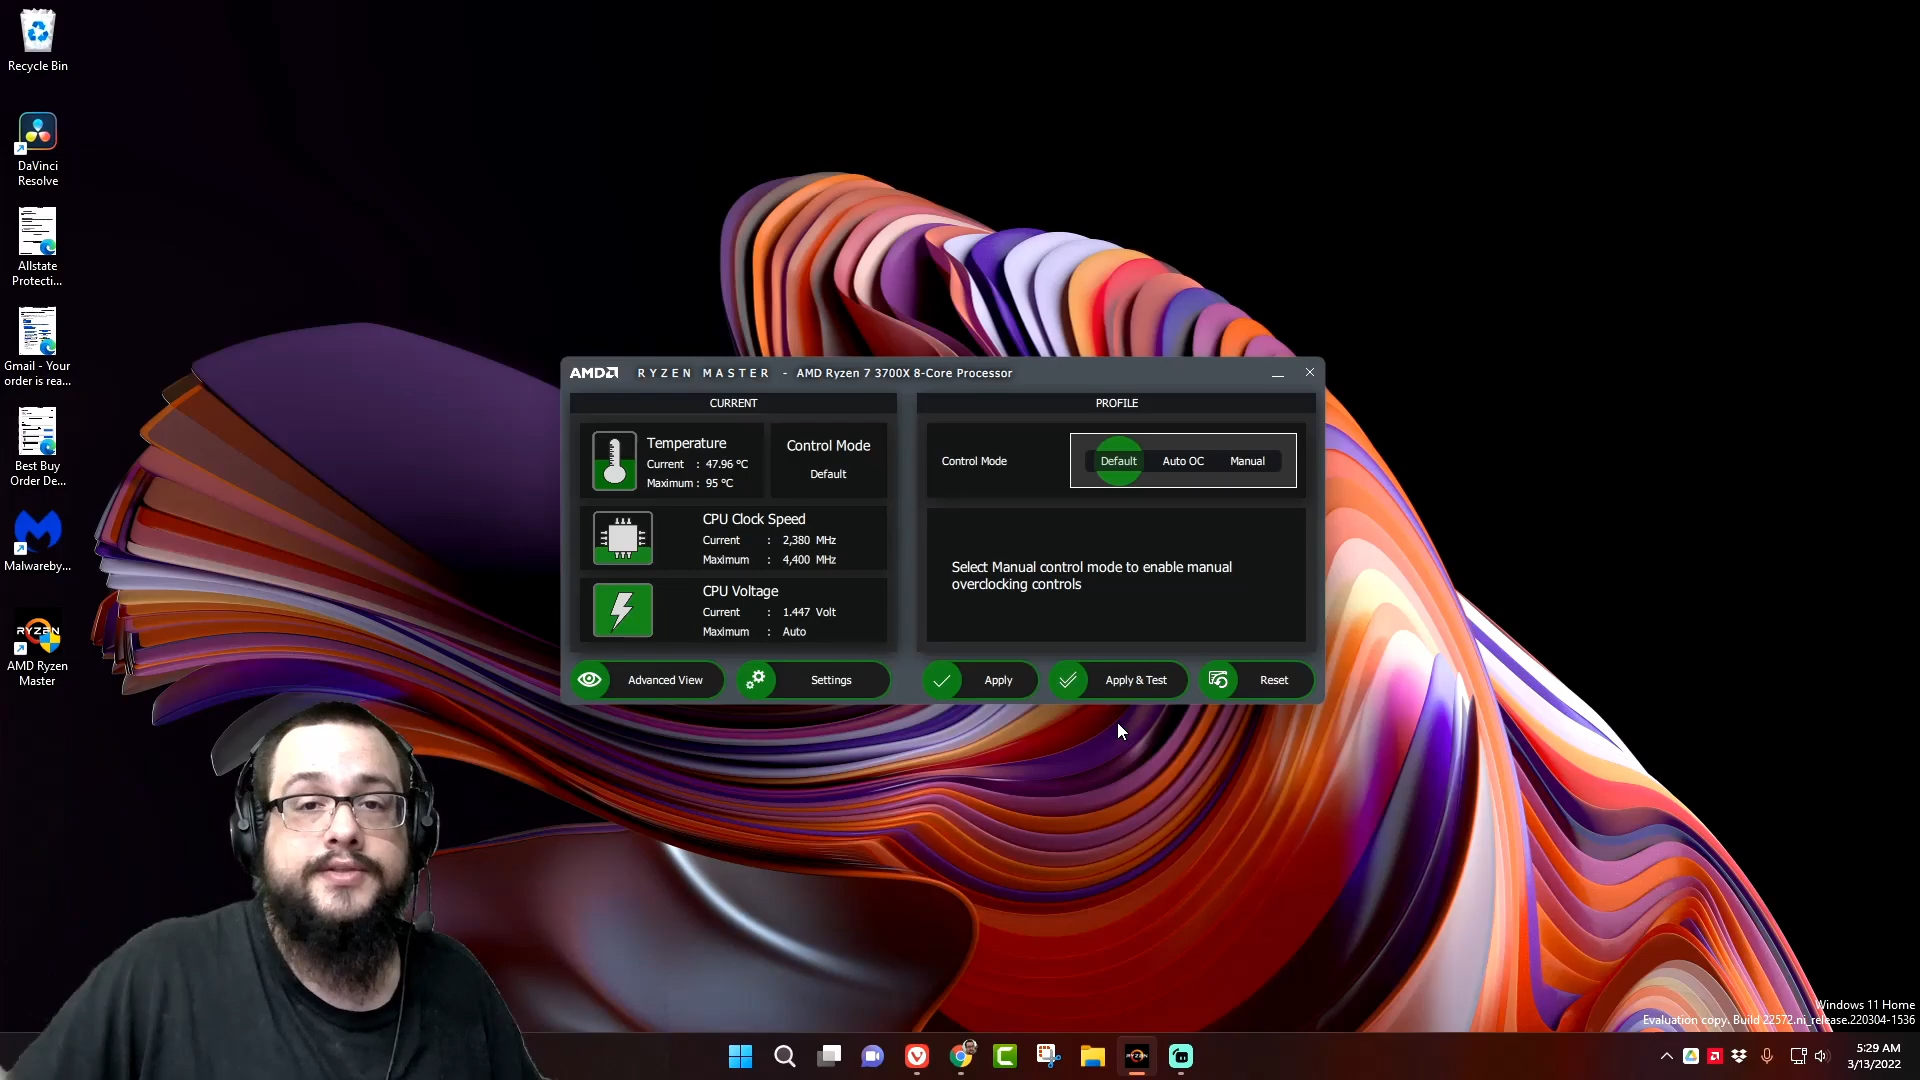 Recycle Bin
DaVinci
Resolve
Allstate
Protecti...
Gmail - Your
order is rea...
Best Buy
Order De...
Malwareby...
RYZEN
AMD Ryzen
Master
AMD RYZEN MASTER - AMD Ryzen 7 3700X 8-Core Processor
CURRENT
Temperature
Current : 47.96 °C
Maximum : 95 °C
Control Mode
Default
CPU Clock Speed
Current : 2,380 MHz
Maximum : 4,400 MHz
CPU Voltage
Current : 1.447 Volt
Maximum : Auto
Advanced View
Settings
PROFILE
Control Mode
Default Auto OC Manual
Select Manual control mode to enable manual
overclocking controls
Apply
Apply & Test
Reset
Windows 11 Home
Evaluation copy. Build 22572.ni_release.220304-1536
RYZEN
5:29 AM
3/13/2022